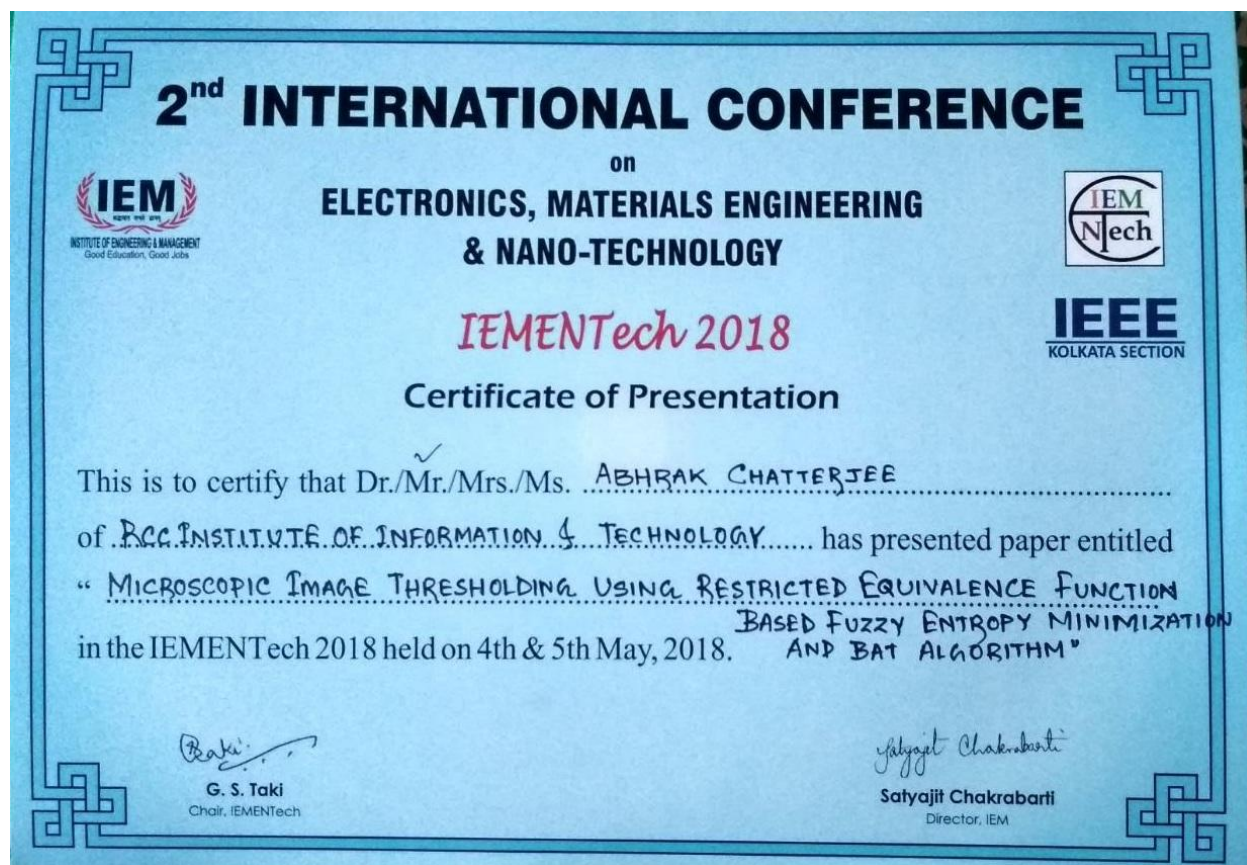 2nd INTERNATIONAL CONFERENCE
on
ELECTRONICS, MATERIALS ENGINEERING
& NANO-TECHNOLOGY
IEM
INSTITUTE OF ENGINEERING & MANAGEMENT
Good Education, Good Jobs
IEM
NTech
IEEE
KOLKATA SECTION
IEMENTech 2018
Certificate of Presentation
This is to certify that Dr./Mr./Mrs./Ms. ABHRAK CHATTERJEE
of RCC INSTITUTE OF INFORMATION & TECHNOLOGY has presented paper entitled
“ MICROSCOPIC IMAGE THRESHOLDING USING RESTRICTED EQUIVALENCE FUNCTION
BASED FUZZY ENTROPY MINIMIZATION
in the IEMENTech 2018 held on 4th & 5th May, 2018. AND BAT ALGORITHM"
Satyajit Chakrabarti
G. S. Taki
Chair, IEMENTech
Satyajit Chakrabarti
Director, IEM